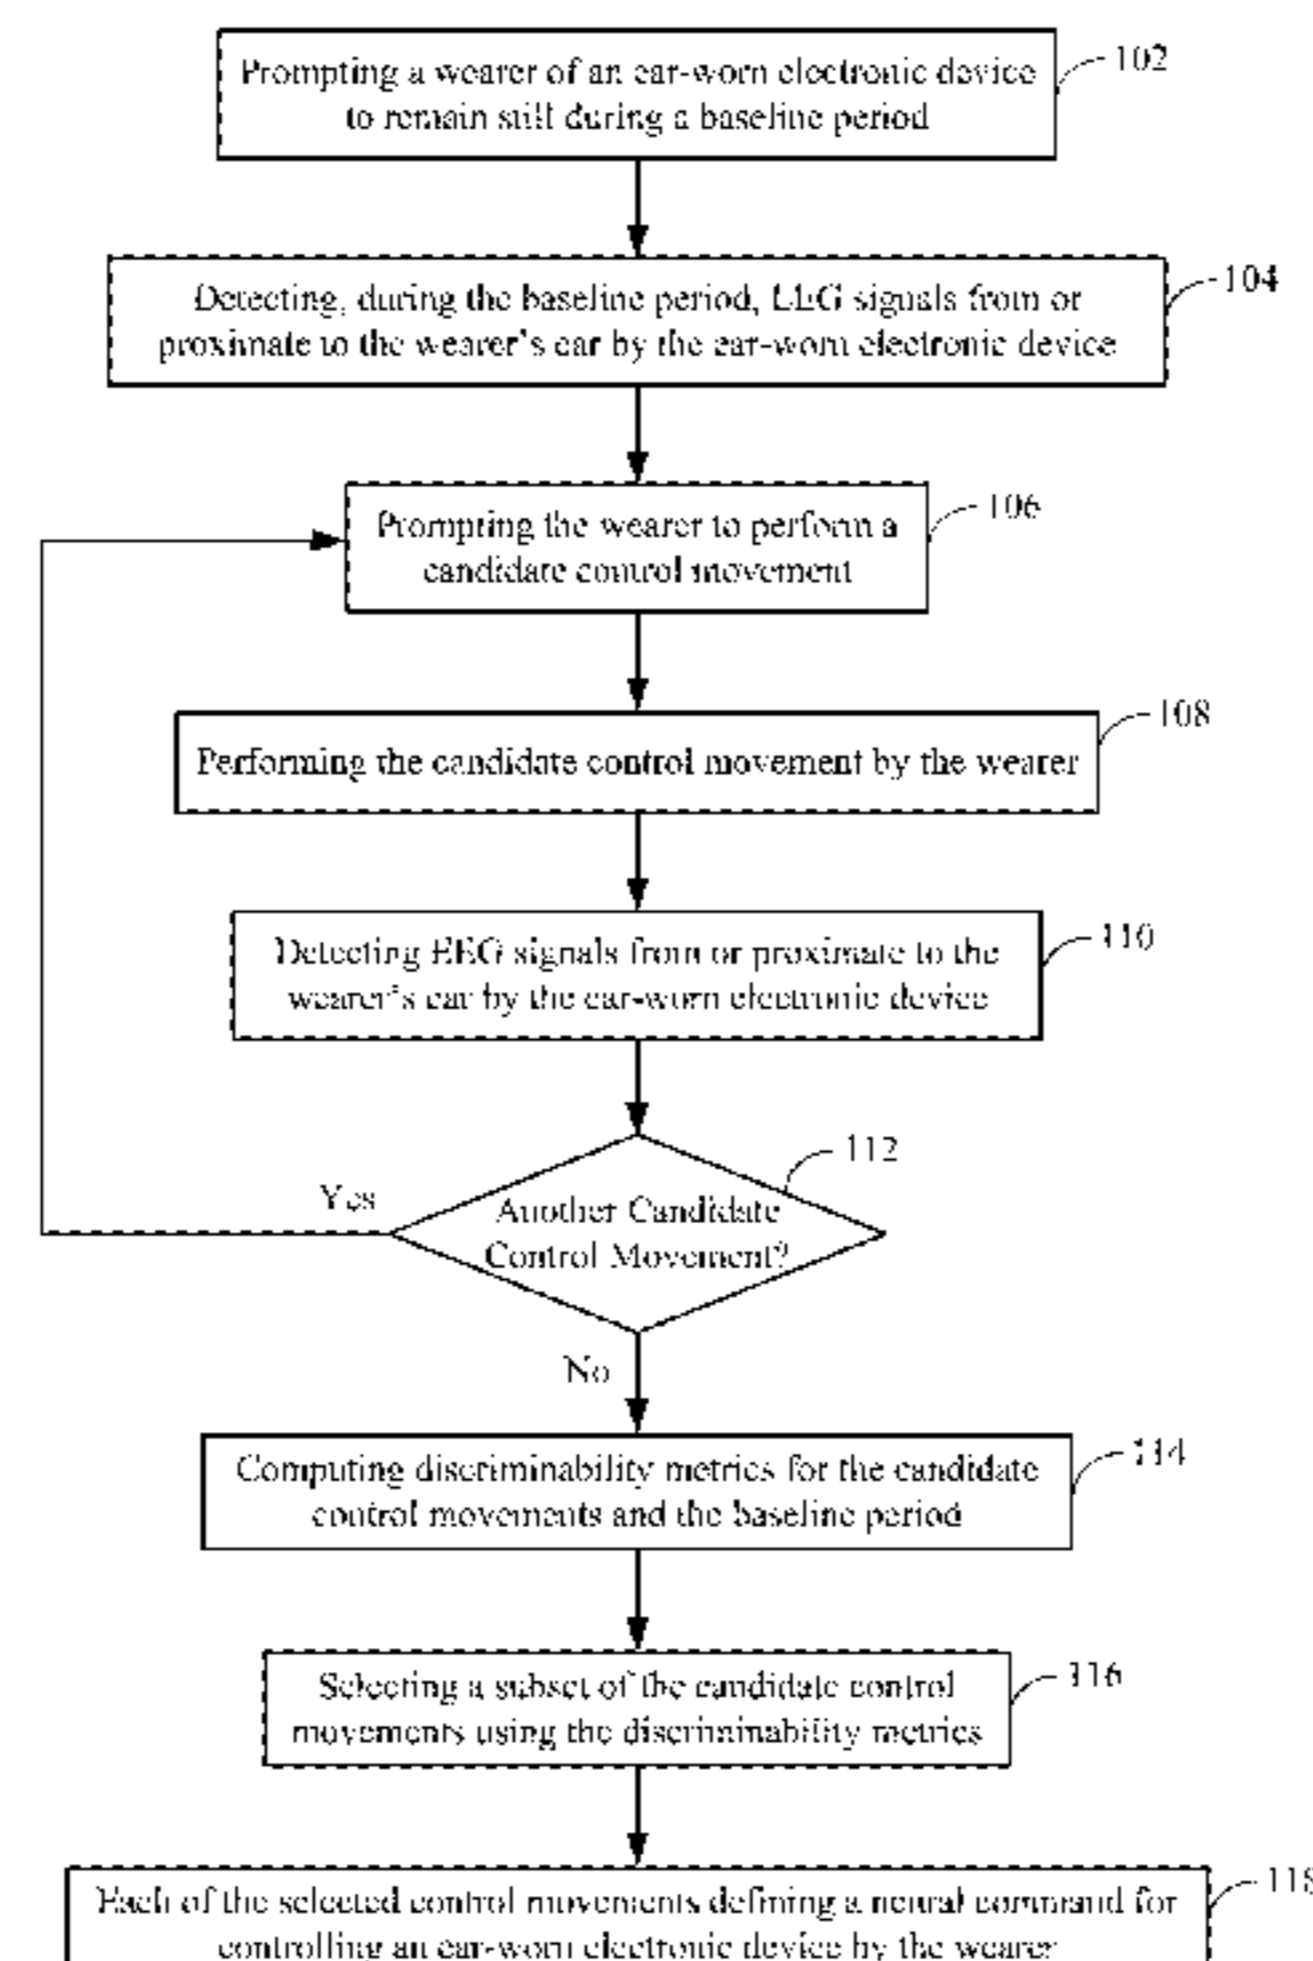 Prompting a wearer of an ear-worn electronic device
to remain still during a baseline period
102
Detecting, during the baseline period, EEG signals from or
proximate to the wearer's ear by the ear-worn electronic device
104
Prompting the wearer to perform a
candidate control movement
106
Performing the candidate control movement by the wearer
108
Detecting EEG signals from or proximate to the
wearer's ear by the ear-worn electronic device
110
Another Candidate
Control Movement?
112
Yes
No
Computing discriminability metrics for the candidate
control movements and the baseline period
114
Selecting a subset of the candidate control
movements using the discriminability metrics
116
Each of the selected control movements defining a neural command for
controlling an ear-worn electronic device by the wearer
118